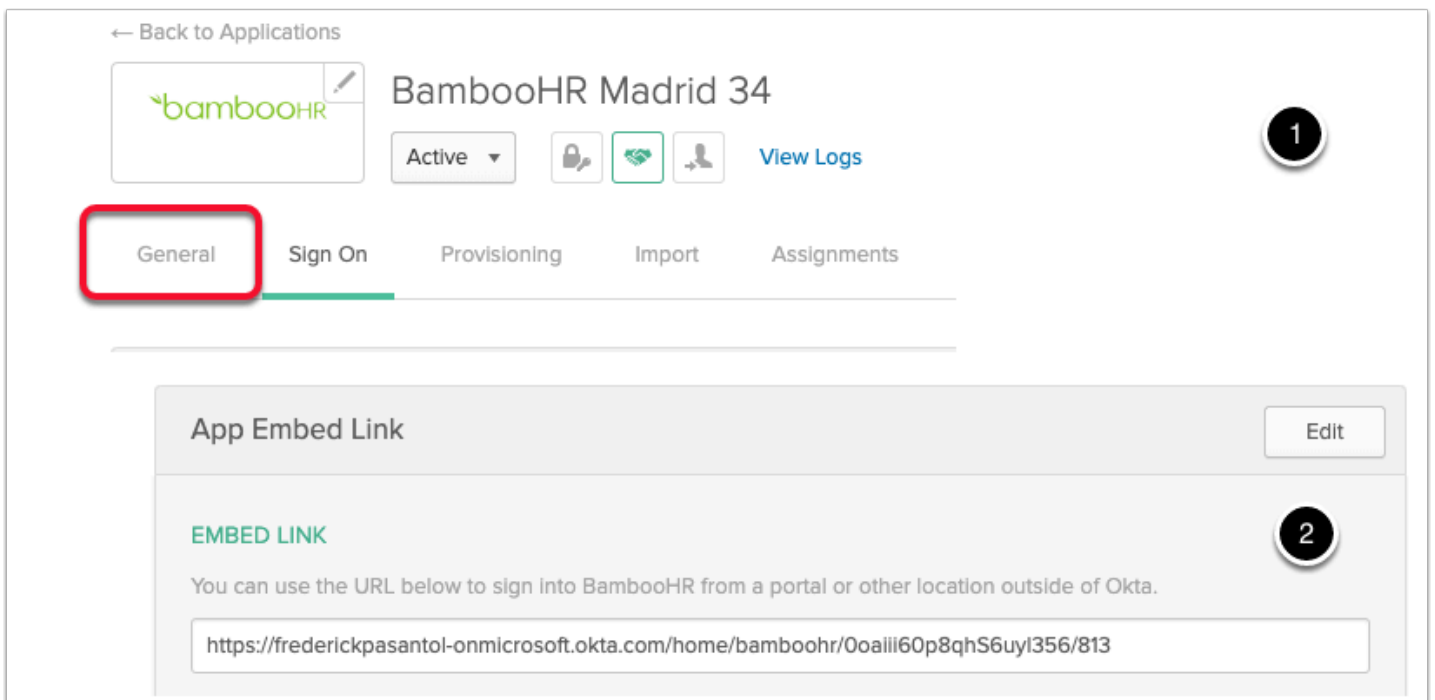 ← Back to Applications
bambooHR
BambooHR Madrid 34
1
Active
View Logs
General Sign On Provisioning Import Assignments
App Embed Link
Edit
EMBED LINK
2
You can use the URL below to sign into BambooHR from a portal or other location outside of Okta.
https://frederickpasantol-onmicrosoft.okta.com/home/bamboohr/0oaiii60p8qhS6uyl356/813